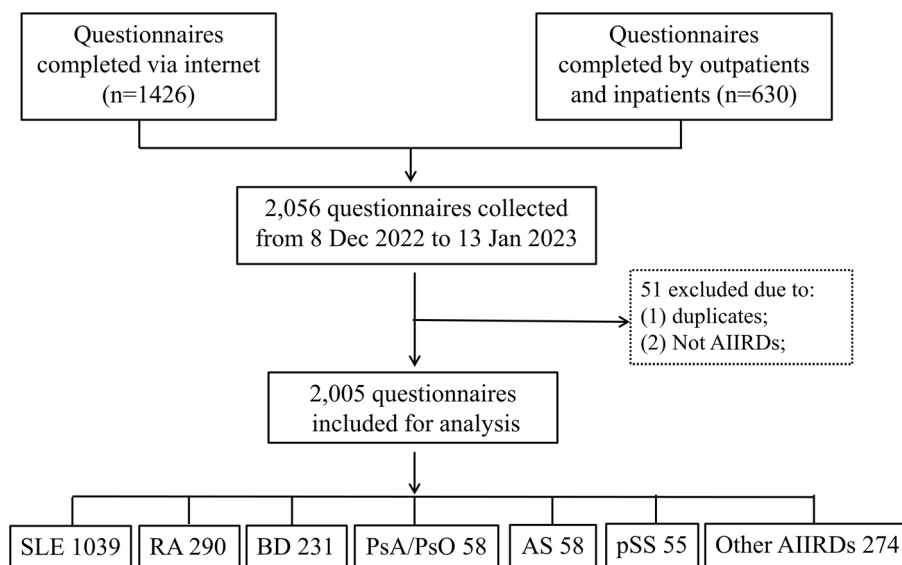 Questionnaires
completed via internet
(n=1426)
Questionnaires
completed by outpatients
and inpatients (n=630)
2,056 questionnaires collected
from 8 Dec 2022 to 13 Jan 2023
51 excluded due to:
(1) duplicates;
(2) Not AIIRDs;
2,005 questionnaires
included for analysis
SLE 1039
RA 290
BD 231
PsA/PsO 58
AS 58
pSS 55
Other AIIRDs 274